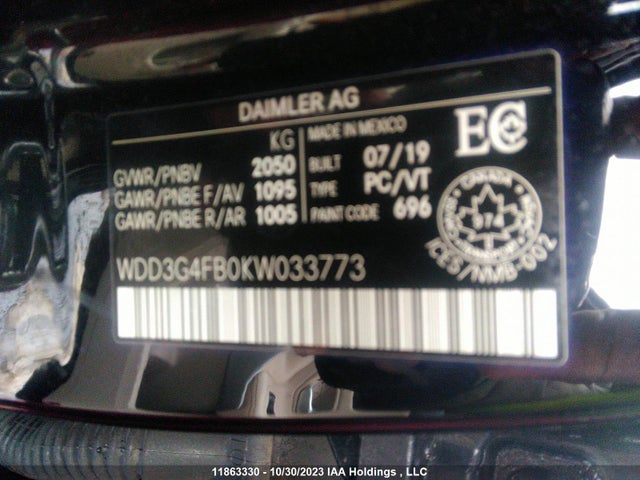 DAIMLER AG
KG
GVWR/PNBV 2050
GAWR/PNBE F/AV 1095
GAWR/PNBE R/AR 1005
MADE IN MEXICO
BUILT 07/19
TYPE PC/VT
PAINT CODE 696
EC
CANADA
074
TRANSPORT
ICES/NMB-002
WDD3G4FB0KW033773
11863330 - 10/30/2023 IAA Holdings , LLC